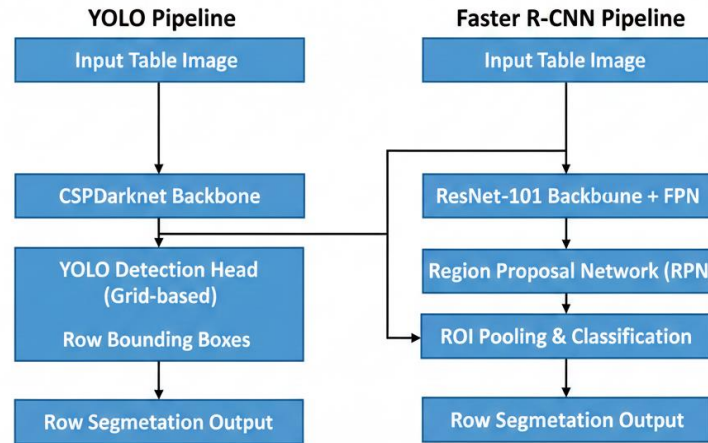 YOLO Pipeline
Input Table Image
CSPDarknet Backbone
YOLO Detection Head
(Grid-based)
Row Bounding Boxes
Row Segmetation Output
Faster R-CNN Pipeline
Input Table Image
ResNet-101 Backbone + FPN
Region Proposal Network (RPN
ROI Pooling & Classification
Row Segmetation Output